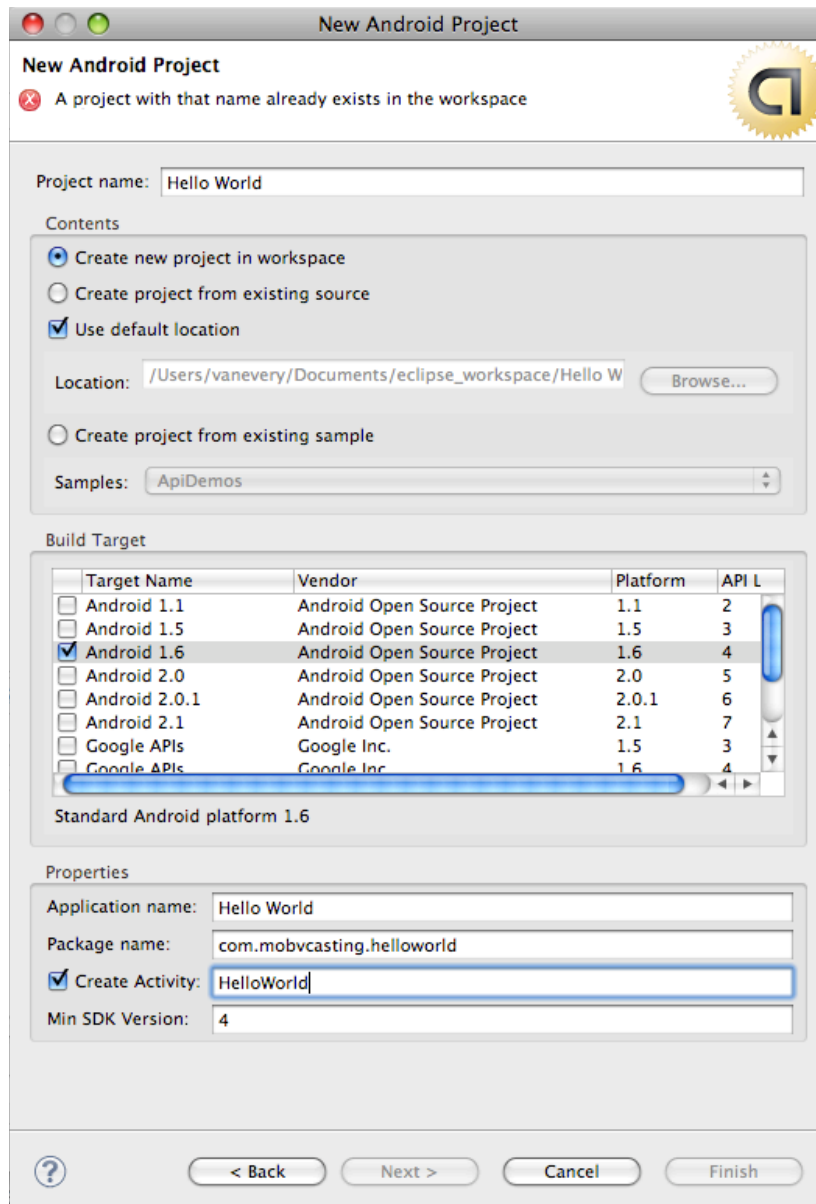 New Android Project
New Android Project
A project with that name already exists in the workspace
Project name: Hello World
Contents
Create new project in workspace
Create project from existing source
Use default location
Location: /Users/vanevery/Documents/eclipse_workspace/Hello W Browse...
Create project from existing sample
Samples: ApiDemos
Build Target
Target Name Vendor Platform API L
Android 1.1 Android Open Source Project 1.1 2
Android 1.5 Android Open Source Project 1.5 3
Android 1.6 Android Open Source Project 1.6 4
Android 2.0 Android Open Source Project 2.0 5
Android 2.0.1 Android Open Source Project 2.0.1 6
Android 2.1 Android Open Source Project 2.1 7
Google APIs Google Inc. 1.5 3
Google APIs Google Inc. 1.6 4
Standard Android platform 1.6
Properties
Application name: Hello World
Package name: com.mobvcasting.helloworld
Create Activity: HelloWorld
Min SDK Version: 4
? < Back Next > Cancel Finish